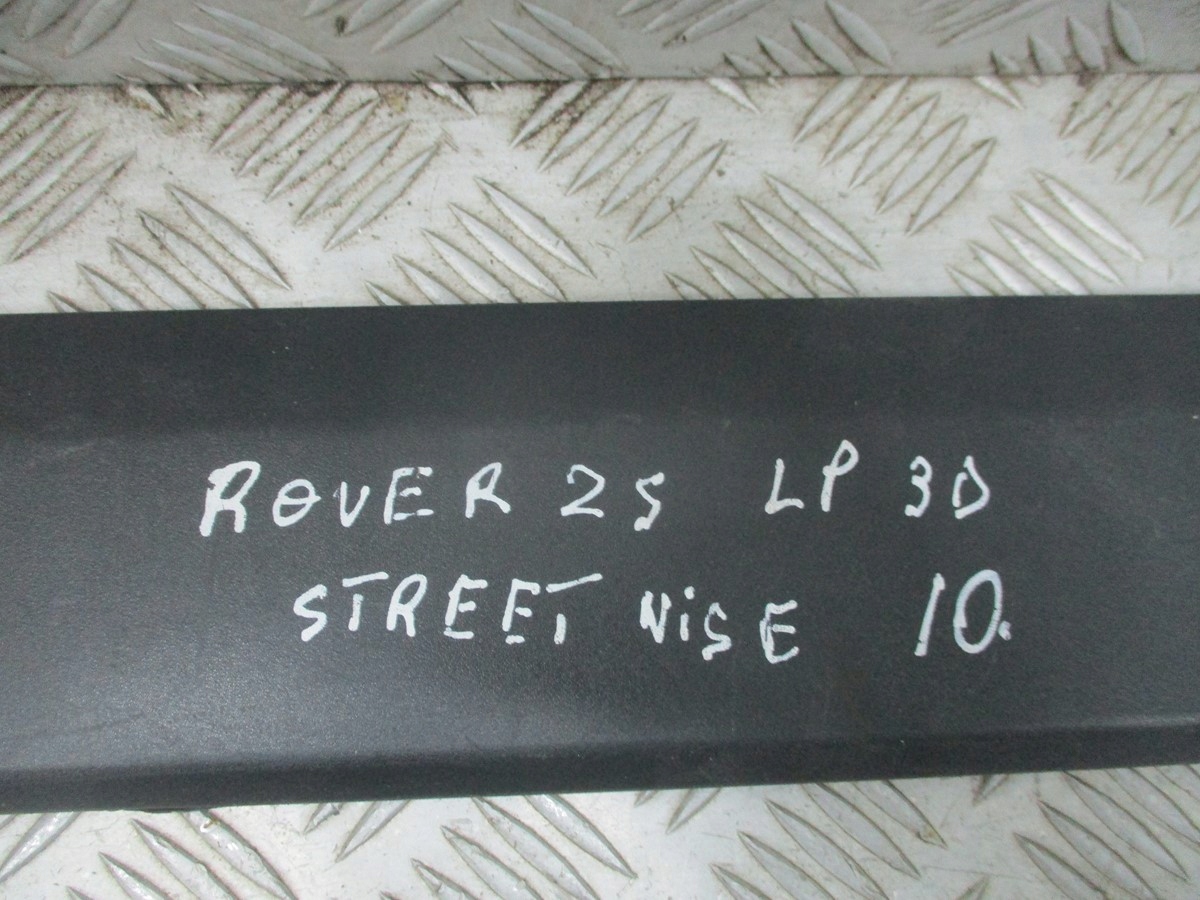 ROVER 25 LP 3D
STREET NISE 10.